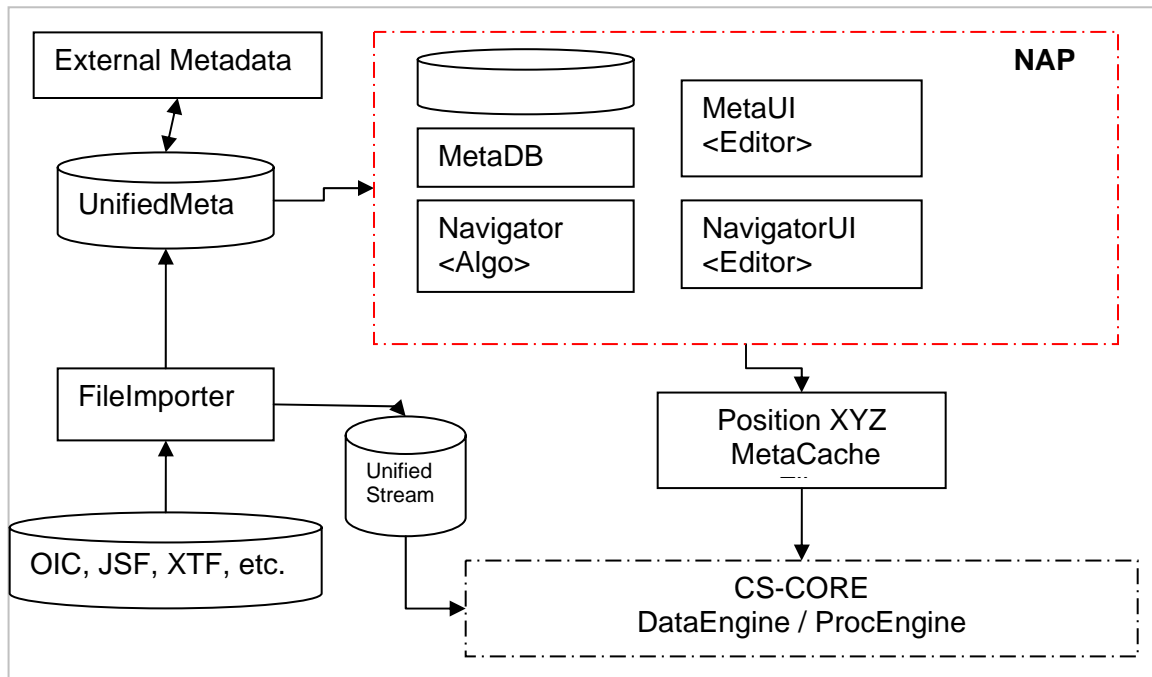 External Metadata
NAP
MetaUI
<Editor>
MetaDB
UnifiedMeta
Navigator
<Algo>
NavigatorUI
<Editor>
FileImporter
Position XYZ
MetaCache
Unified
Stream
OIC, JSF, XTF, etc.
CS-CORE
DataEngine / ProcEngine